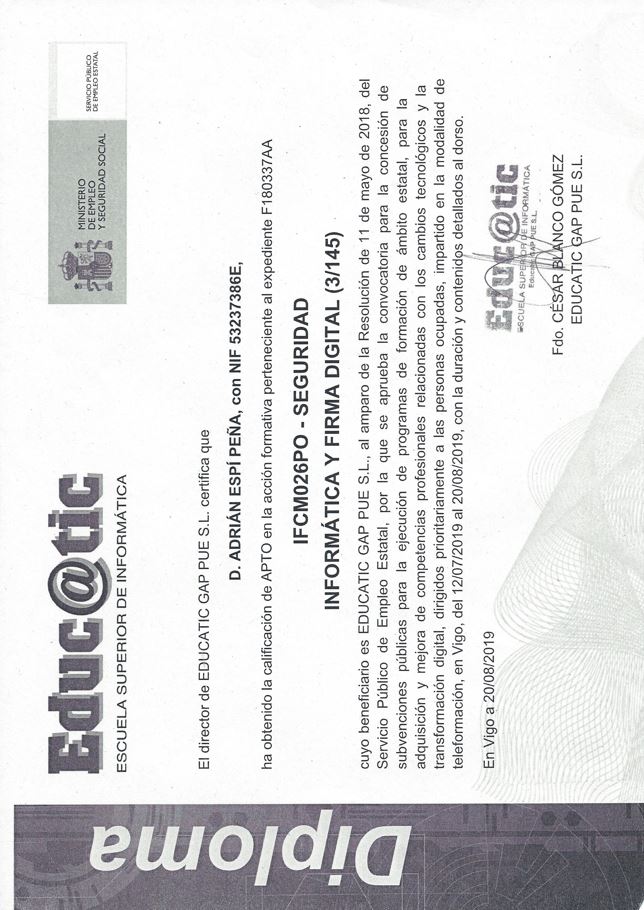 Diploma
Educ@tic
ESCUELA SUPERIOR DE INFORMÁTICA
MINISTERIO
DE EMPLEO
Y SEGURIDAD SOCIAL
SERVICIO PÚBLICO
DE EMPLEO ESTATAL
El director de EDUCATIC GAP PUE S.L. certifica que
D. ADRIÁN ESPÍ PEÑA, con NIF 53237386E,
ha obtenido la calificación de APTO en la acción formativa perteneciente al expediente F180337AA
IFCM026PO - SEGURIDAD
INFORMÁTICA Y FIRMA DIGITAL (3/145)
cuyo beneficiario es EDUCATIC GAP PUE S.L., al amparo de la Resolución de 11 de mayo de 2018, del
Servicio Público de Empleo Estatal, por la que se aprueba la convocatoria para la concesión de
subvenciones públicas para la ejecución de programas de formación de ámbito estatal, para la
adquisición y mejora de competencias profesionales relacionadas con los cambios tecnológicos y la
transformación digital, dirigidos prioritariamente a las personas ocupadas, impartido en la modalidad de
teleformación, en Vigo, del 12/07/2019 al 20/08/2019, con la duración y contenidos detallados al dorso.
En Vigo a 20/08/2019
Educ@tic
ESCUELA SUPERIOR DE INFORMÁTICA
Educatic GAP PUE S.L.
Fdo. CÉSAR BLANCO GÓMEZ
EDUCATIC GAP PUE S.L.